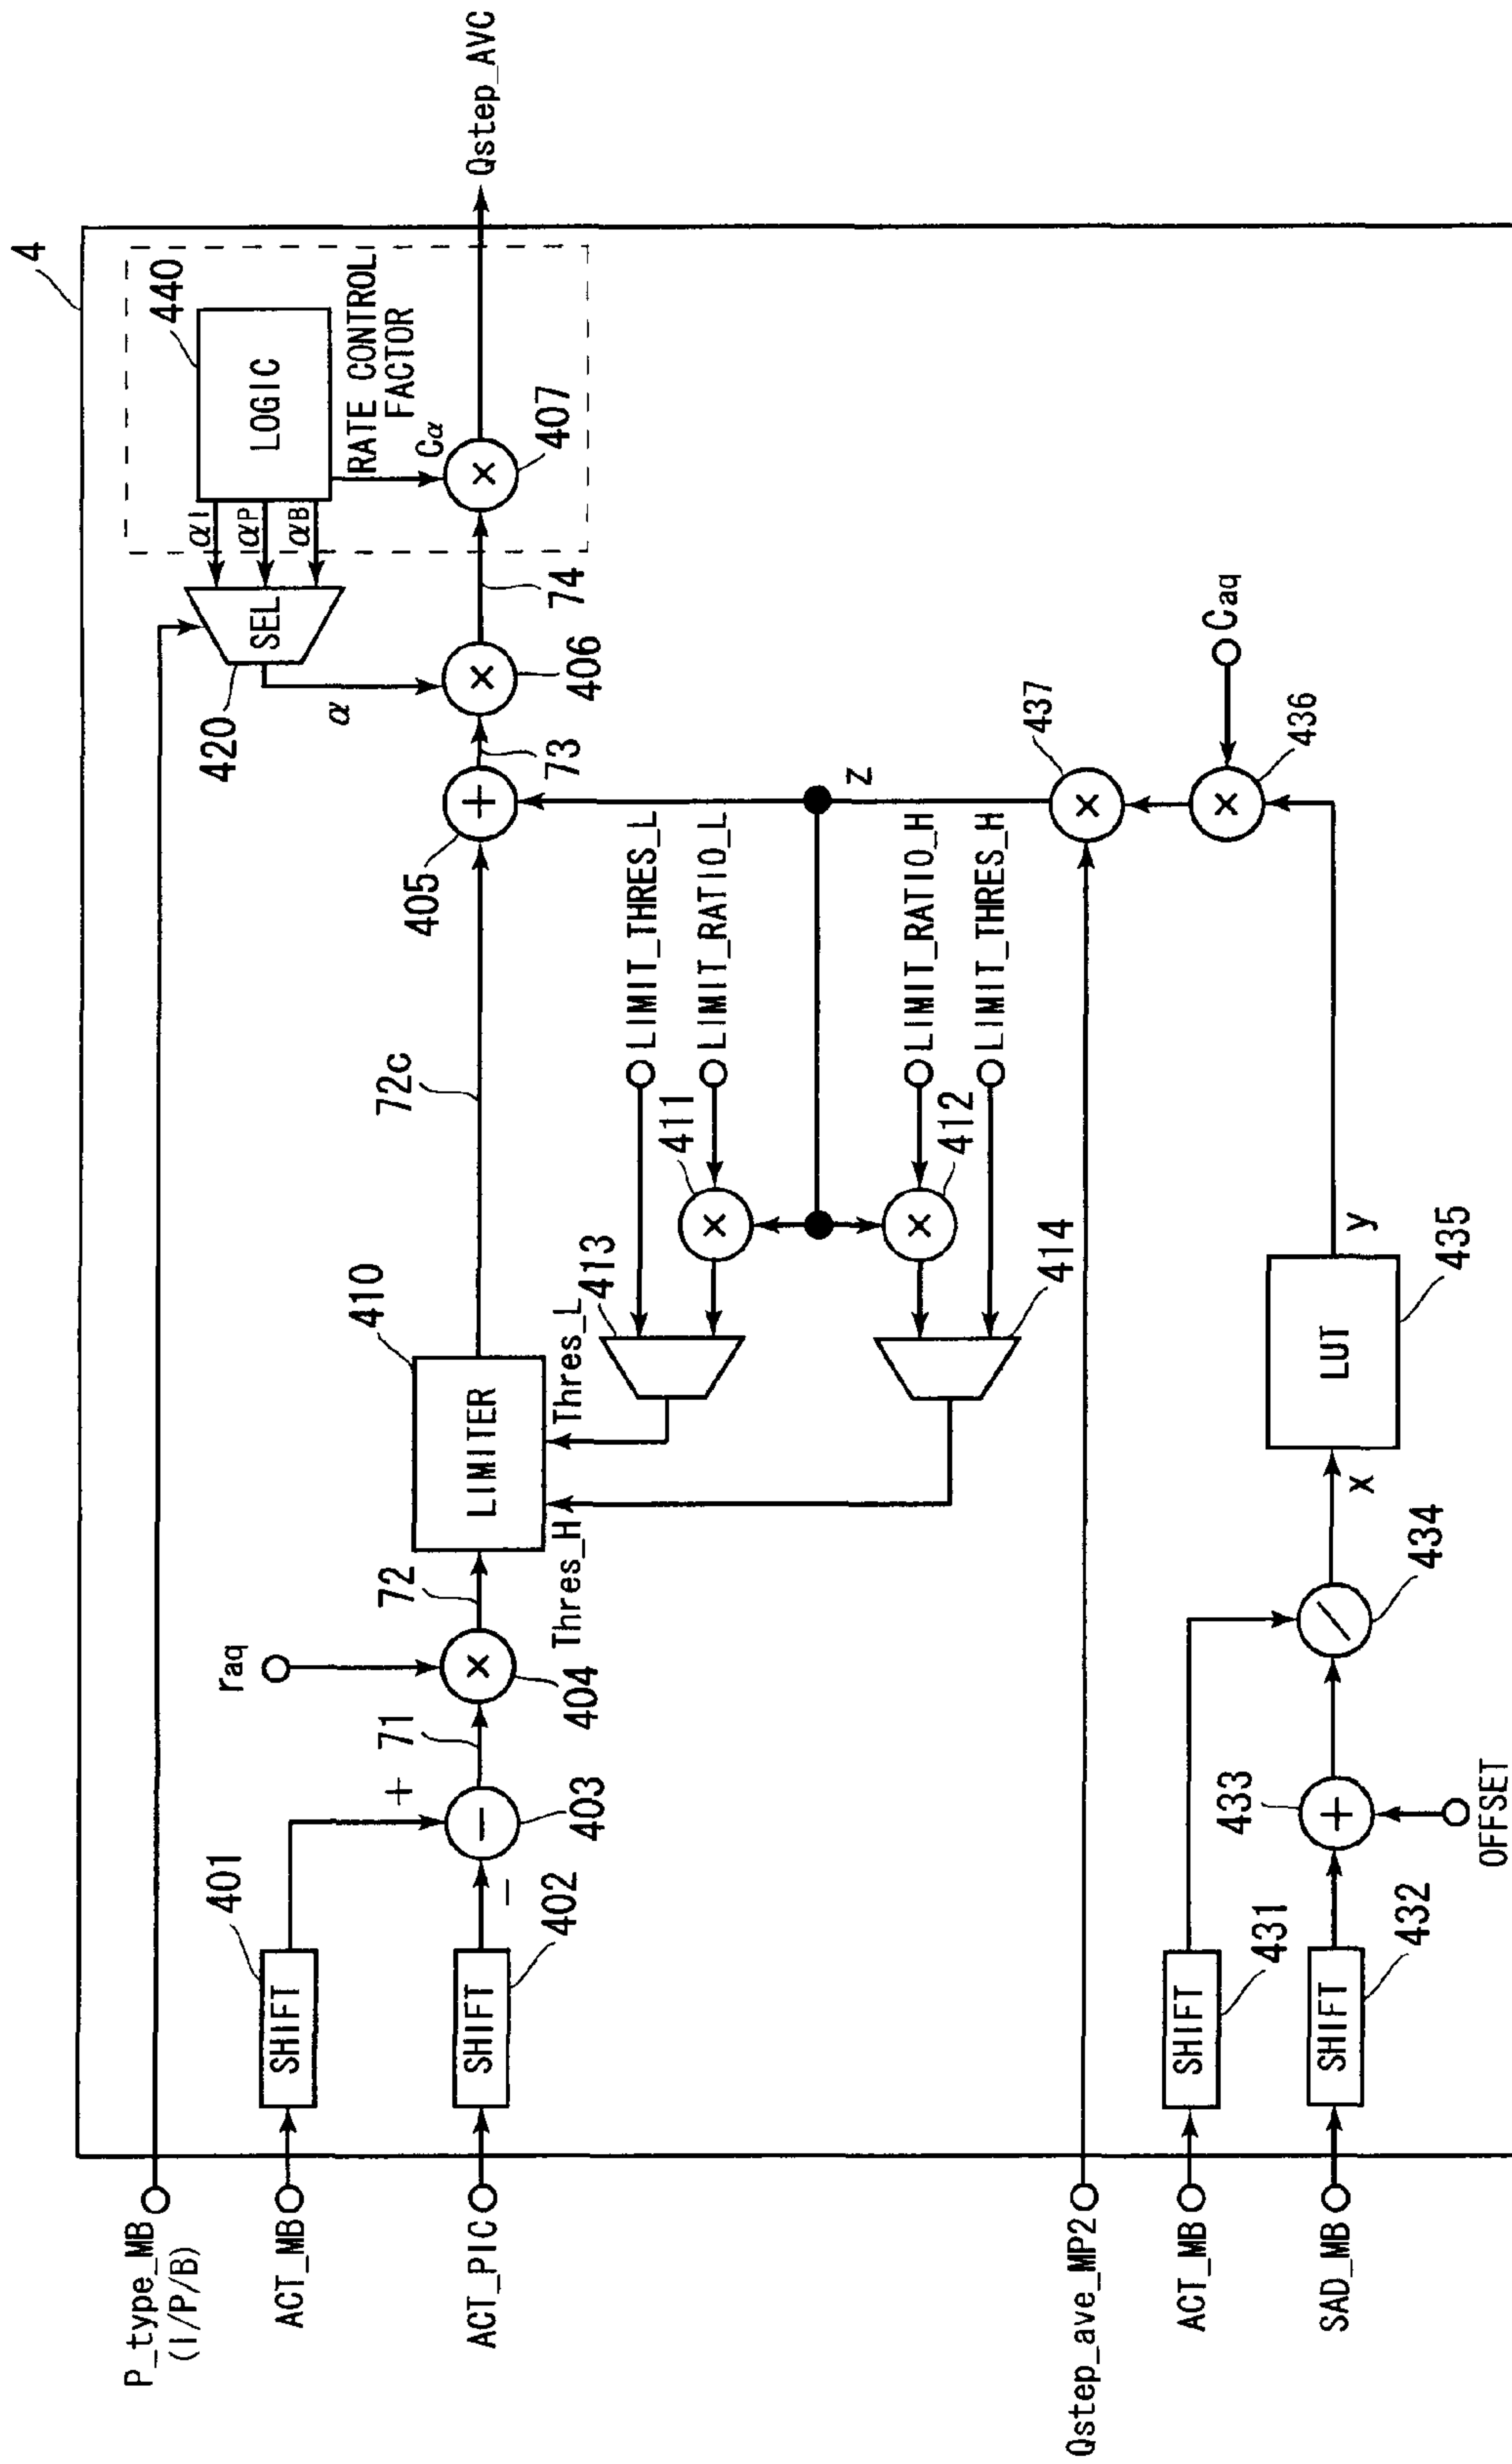 4
P_type_MB
(I/P/B)
ACT_MB
ACT_PIC
Qstep_ave_MP2
ACT_MB
SAD_MB
SHIFT
401
SHIFT
402
+
−
−
403
71
raq
×
404
72
LIMITER
410
Thres_H
Thres_L
72c
413
414
×
411
×
412
LIMIT_THRES_L
LIMIT_RATIO_L
LIMIT_RATIO_H
LIMIT_THRES_H
+
405
73
z
SEL
420
α
×
406
74
αI
αP
αB
LOGIC
440
RATE CONTROL
FACTOR
Cα
×
407
Qstep_AVC
SHIFT
431
SHIFT
432
+
433
OFFSET
/
434
x
LUT
435
y
×
436
Caq
×
437